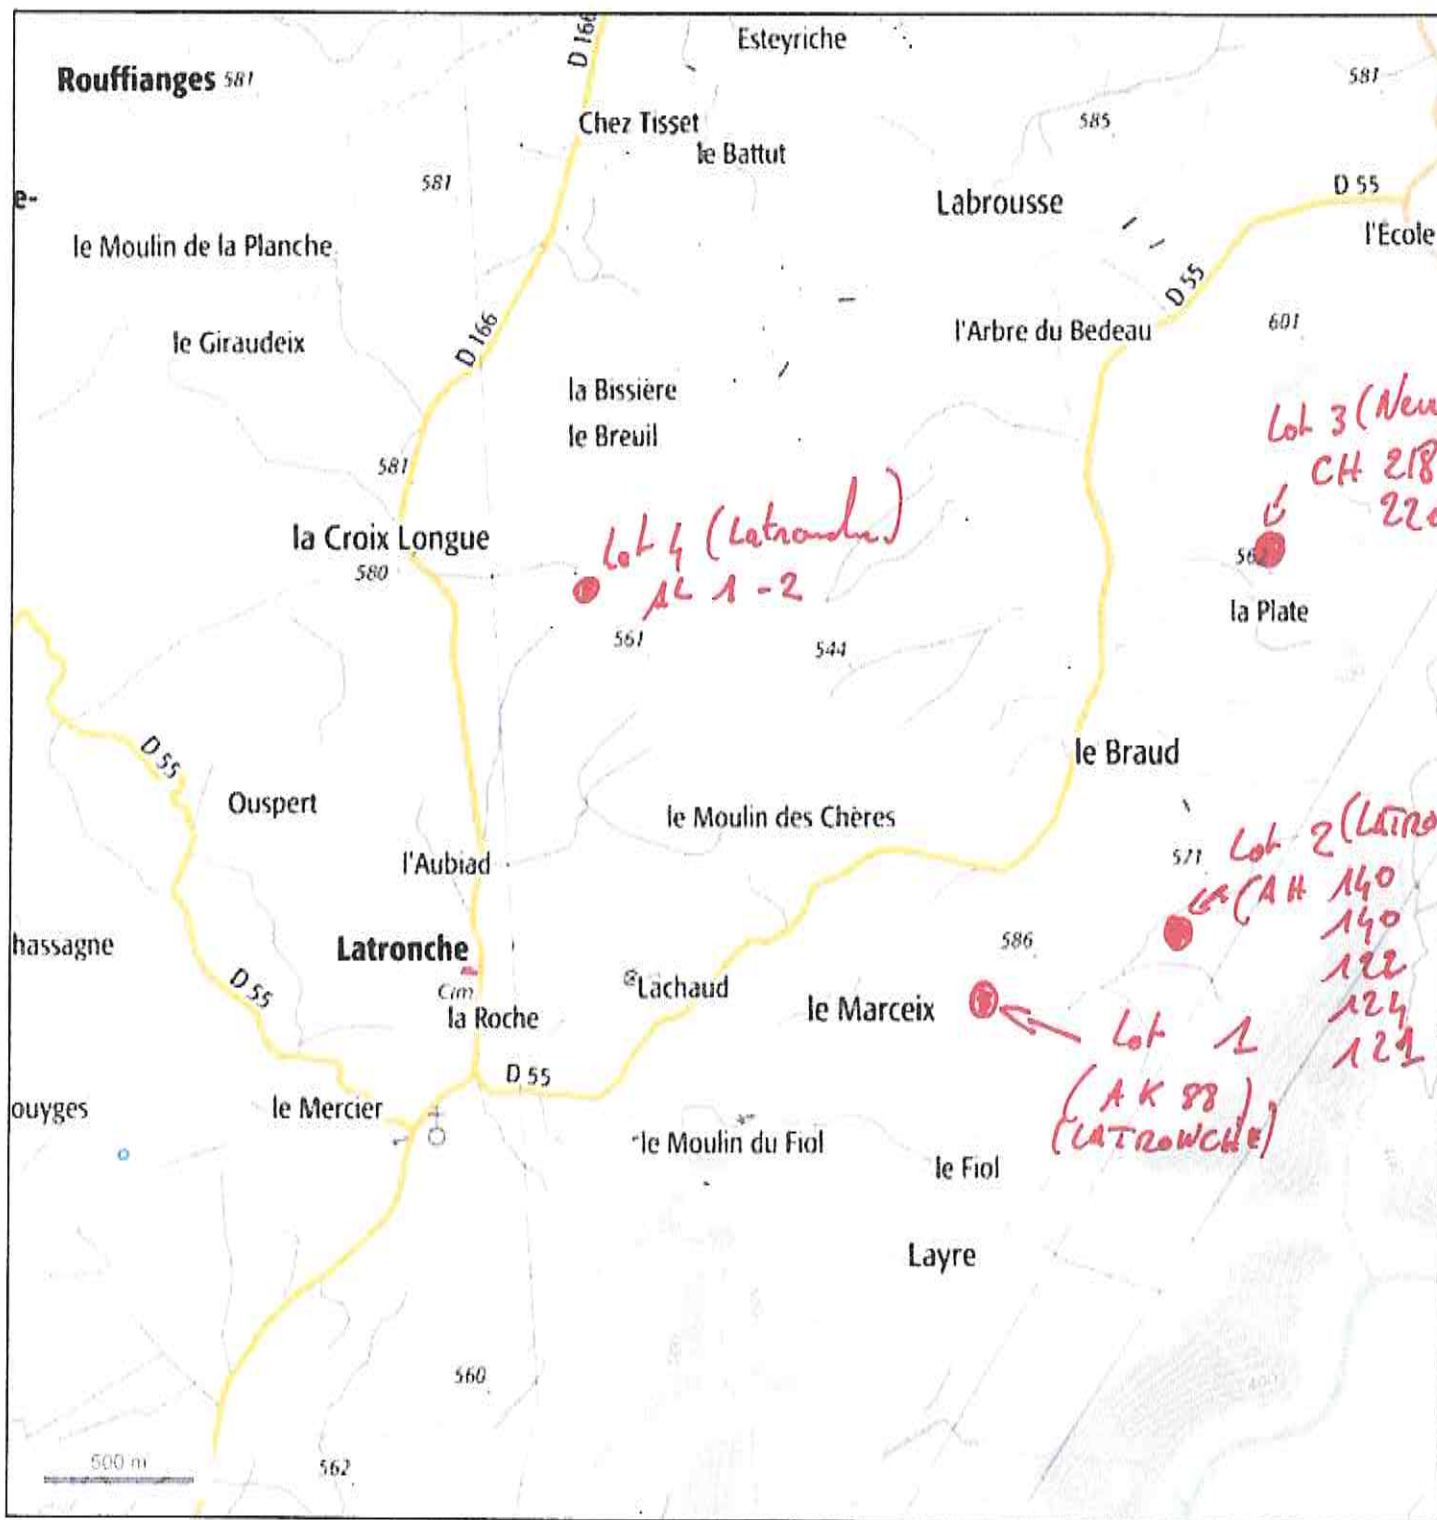 Esteyriche
D 166
Rouffianges 581
581
Chez Tisset
585
le Battut
581
D 55
e-
Labrousse
l'École
le Moulin de la Planche
D 55
l'Arbre du Bedeau
601
D 166
le Giraudeix
la Bissière
le Breuil
Lot 3 (Neu
CH 218
581
la Croix Longue
580
Lot 4 (Latronche)
AL 1 - 2
la Plate
561
544
D 55
le Braud
Ouspert
le Moulin des Chères
571
Lot 2 (LATRO
(AH 140
140
122
124
121
l'Aubiad
hassagne
Latronche
586
Cim
Lachaud
D 55
le Marceix
la Roche
Lot 1
(AK 88)
(LATRONCHE)
D 55
ouyges
le Mercier
le Moulin du Fiol
le Fiol
Layre
560
400
500 m
562